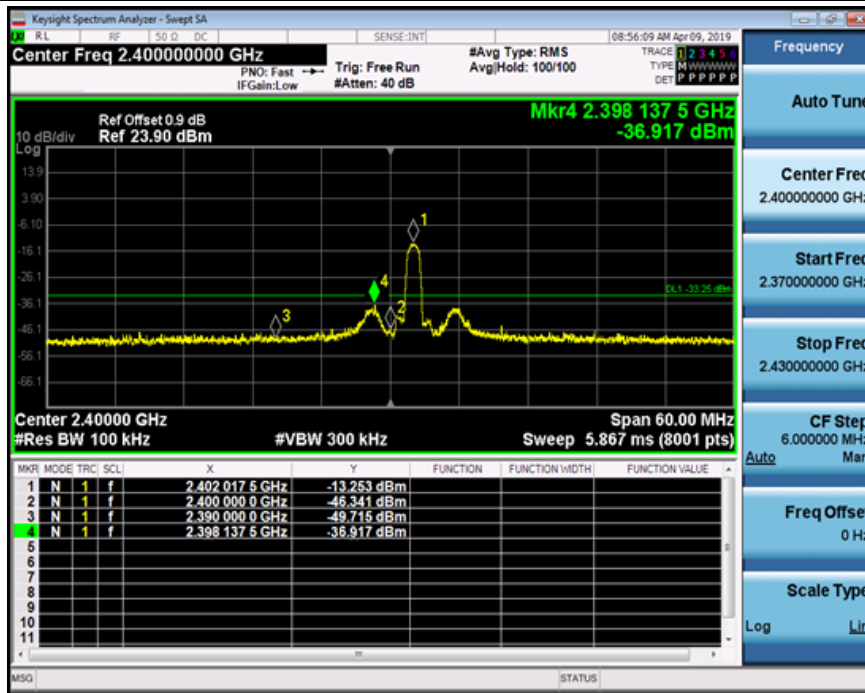 Keysight Spectrum Analyzer - Swept SA
RL RF 50 Ω DC SENSE:INT 08:56:09 AM Apr 09, 2019
Center Freq 2.400000000 GHz
PNO: Fast
IFGain:Low
Trig: Free Run
#Atten: 40 dB
#Avg Type: RMS
Avg|Hold: 100/100
TRACE 1 2 3 4 5 6
TYPE M W W W W W
DET P P P P P P
Ref Offset 0.9 dB
10 dB/div Ref 23.90 dBm
Log
Mkr4 2.398 137 5 GHz
-36.917 dBm
13.9
3.90
-6.10
-16.1
-26.1
-36.1
-46.1
-56.1
-66.1
1
2
3
4
DL1 -33.25 dBm
Center 2.40000 GHz Span 60.00 MHz
#Res BW 100 kHz #VBW 300 kHz Sweep 5.867 ms (8001 pts)
MKR MODE TRC SCL X Y FUNCTION FUNCTION WIDTH FUNCTION VALUE
1 N 1 f 2.402 017 5 GHz -13.253 dBm
2 N 1 f 2.400 000 0 GHz -46.341 dBm
3 N 1 f 2.390 000 0 GHz -49.715 dBm
4 N 1 f 2.398 137 5 GHz -36.917 dBm
5
6
7
8
9
10
11
MSG STATUS
Frequency
Auto Tune
Center Freq
2.400000000 GHz
Start Freq
2.370000000 GHz
Stop Freq
2.430000000 GHz
CF Step
6.000000 MHz
Auto Man
Freq Offset
0 Hz
Scale Type
Log Lin